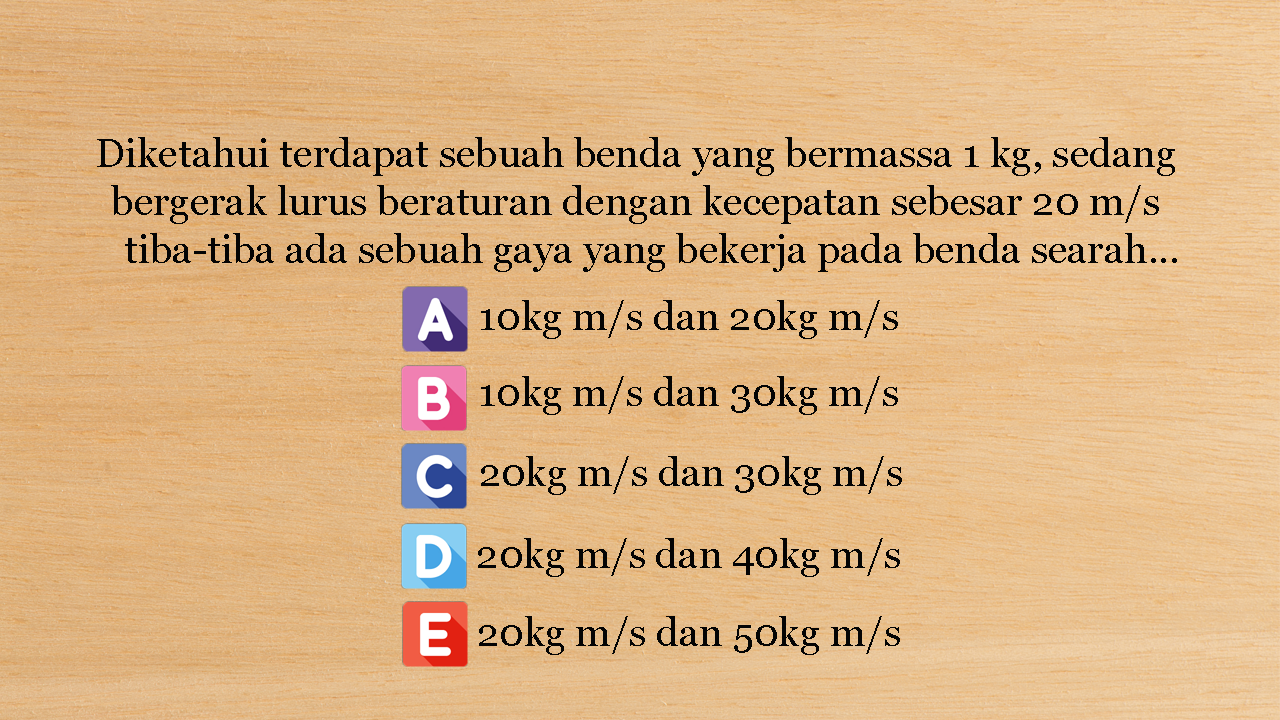 Diketahui terdapat sebuah benda yang bermassa 1 kg, sedang
bergerak lurus beraturan dengan kecepatan sebesar 20 m/s
tiba-tiba ada sebuah gaya yang bekerja pada benda searah...
A 10kg m/s dan 20kg m/s
B 10kg m/s dan 30kg m/s
C 20kg m/s dan 30kg m/s
D 20kg m/s dan 40kg m/s
E 20kg m/s dan 50kg m/s